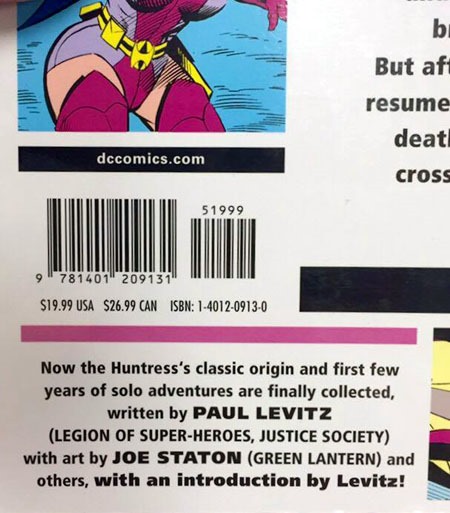 But
resume
dccomics.com
51999
9 781401 209131
$19.99 USA $26.99 CAN ISBN: 1-4012-0913-0
Now the Huntress's classic origin and first few
years of solo adventures are finally collected,
written by PAUL LEVITZ
(LEGION OF SUPER-HEROES, JUSTICE SOCIETY)
with art by JOE STATON (GREEN LANTERN) and
others, with an introduction by Levitz!